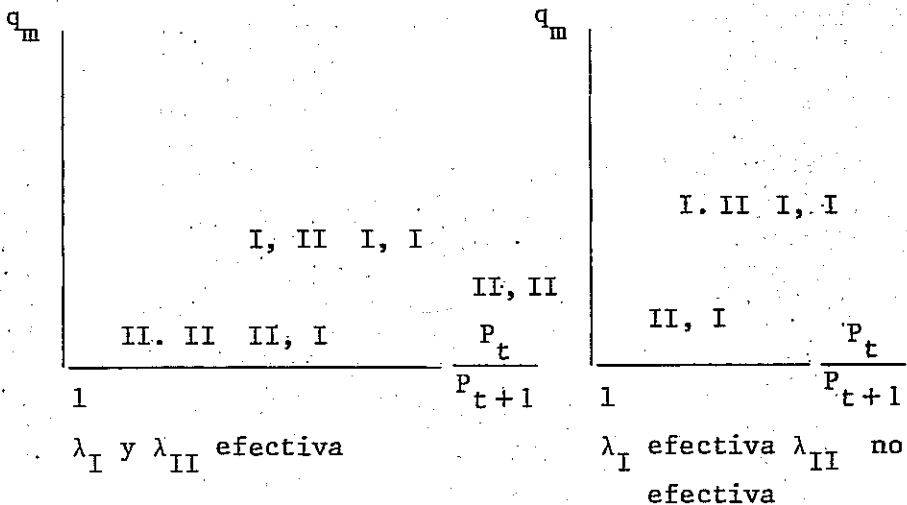 q_m
I, II I, I
II, II
II. II II, I
P_t
1
P_t+1
λ_I y λ_II efectiva
q_m
I. II I, I
II, I
P_t
1
P_t+1
λ_I efectiva λ_II no
efectiva